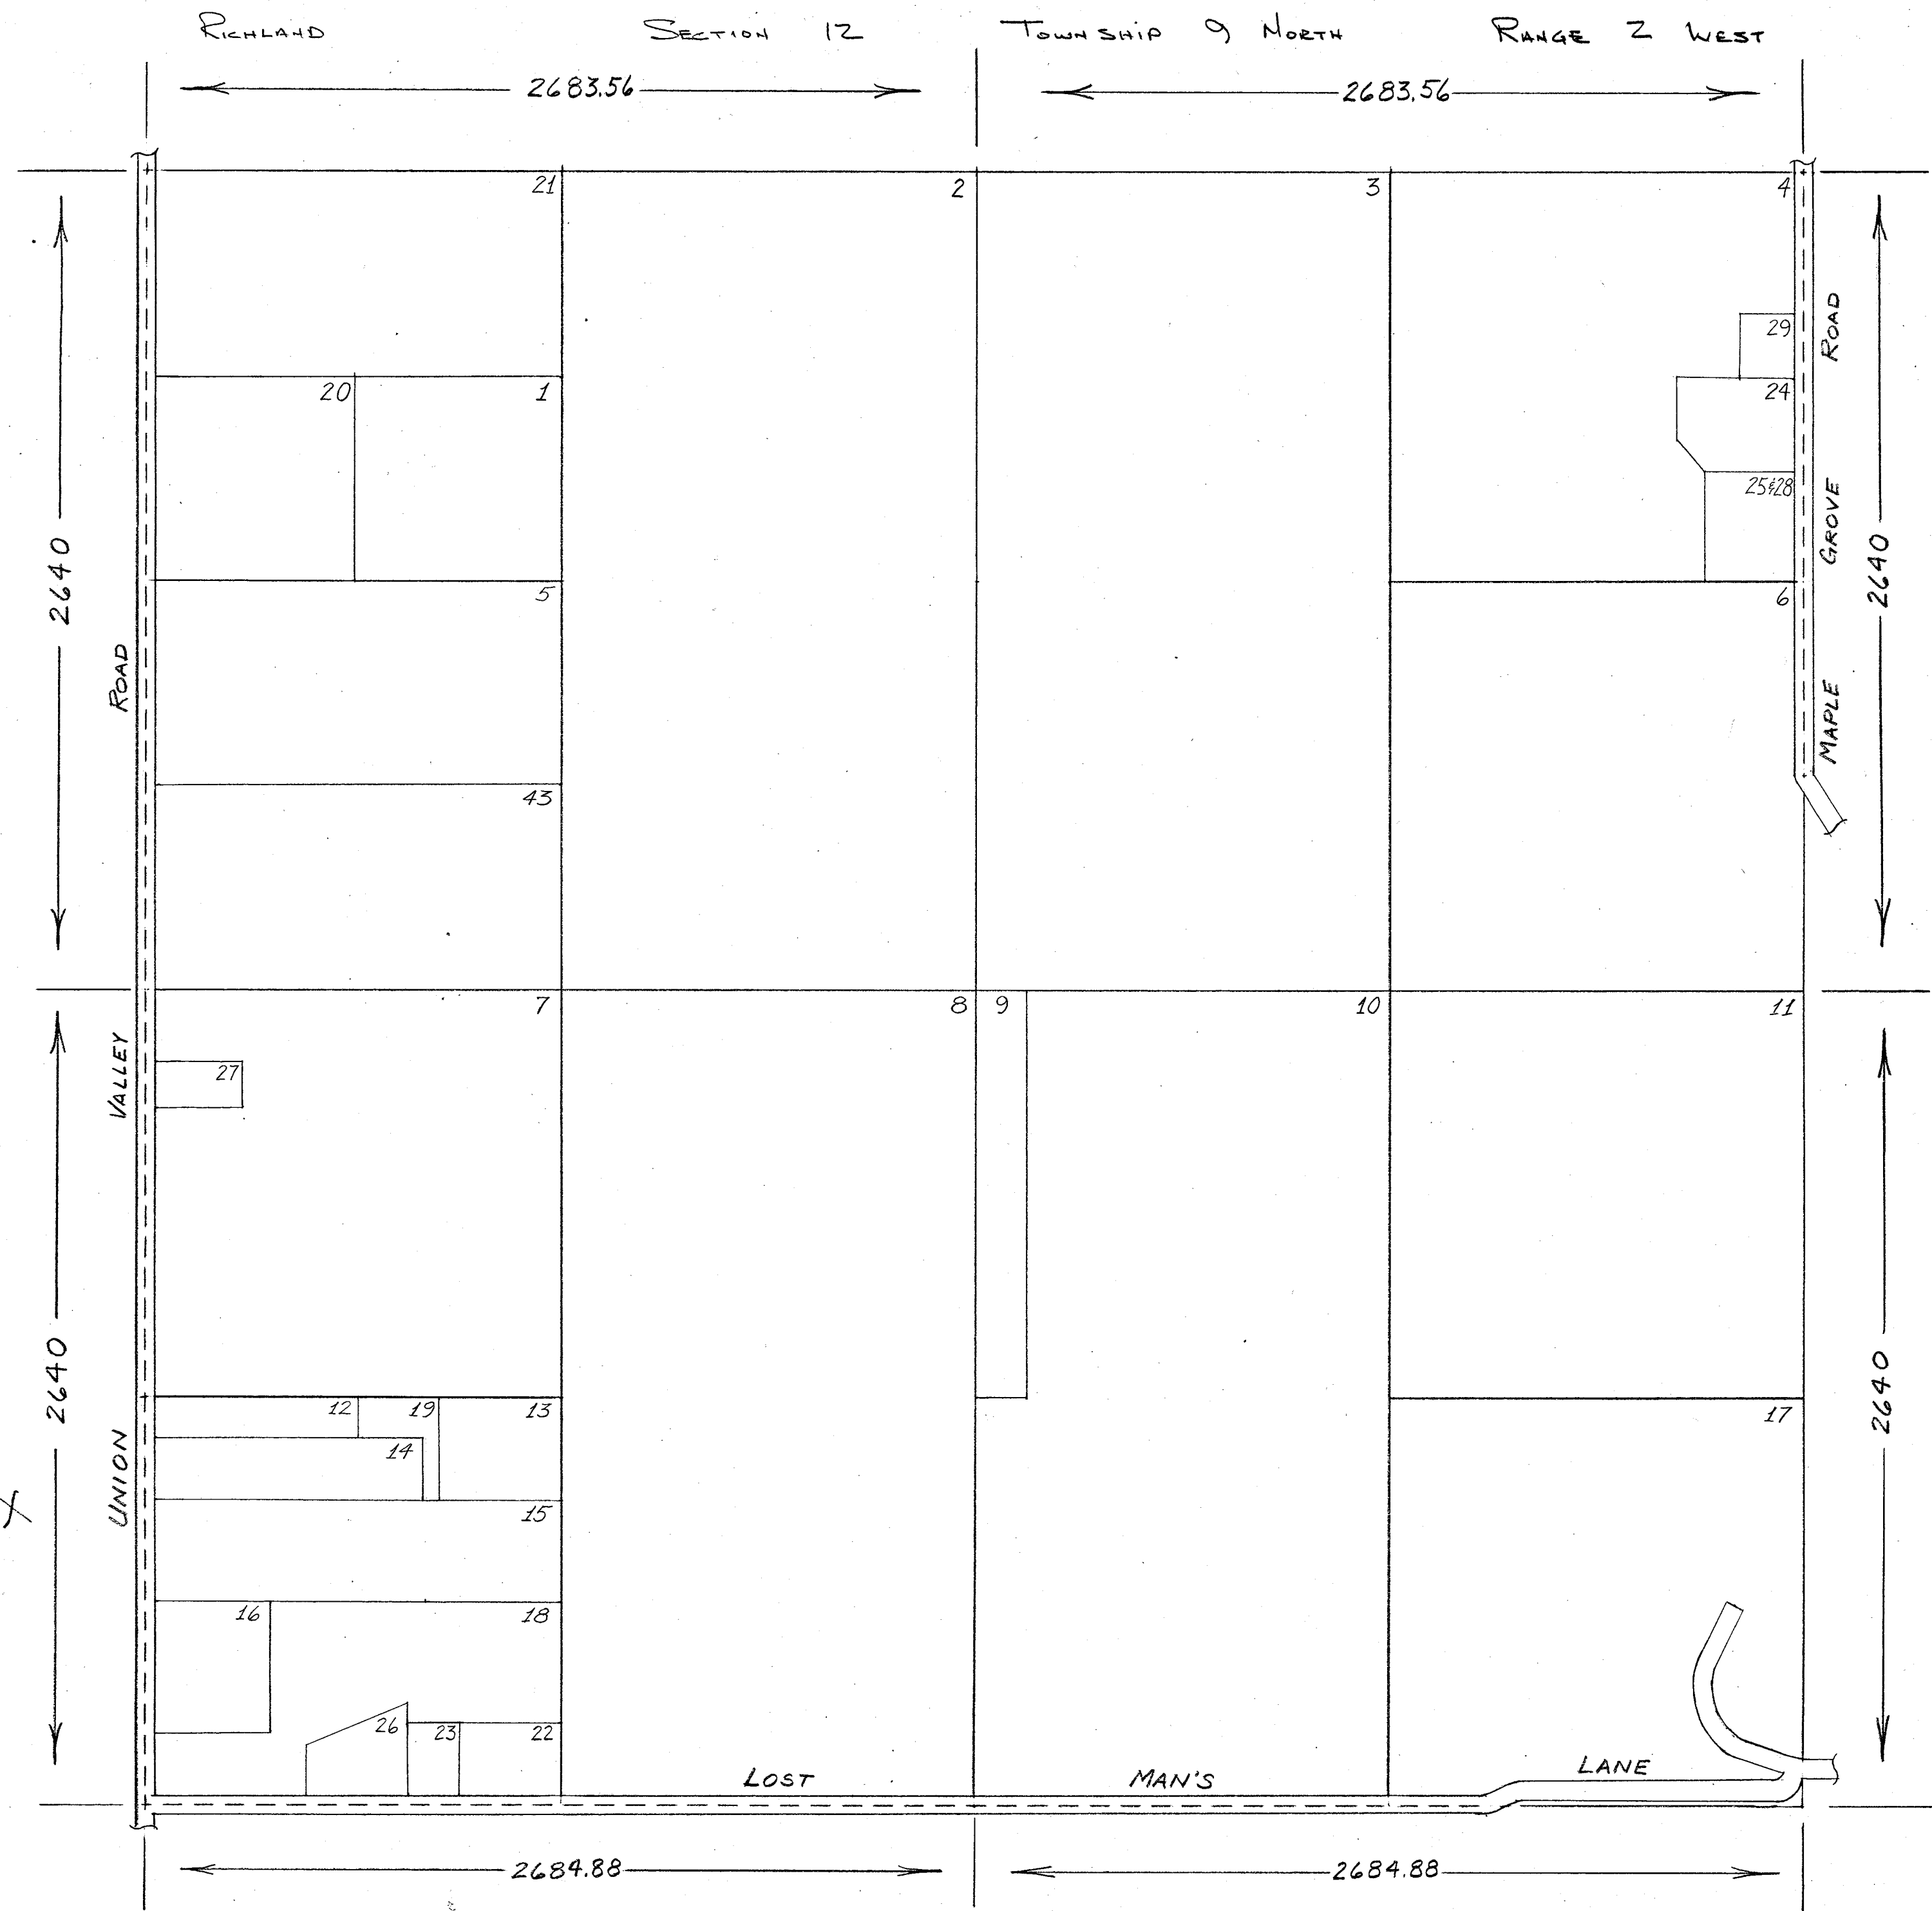 RICHLAND SECTION 12 TOWNSHIP 9 NORTH RANGE 2 WEST
2683.56 2683.56
21 2 3 4
29
20 1 24
25&28
5 6
43
7 8 9 10 11
27
12 19 13 17
14
15
16 18
26 23 22
LOST MAN'S LANE
2684.88 2684.88
2640
2640
UNION VALLEY ROAD
MAPLE GROVE ROAD
2640
2640